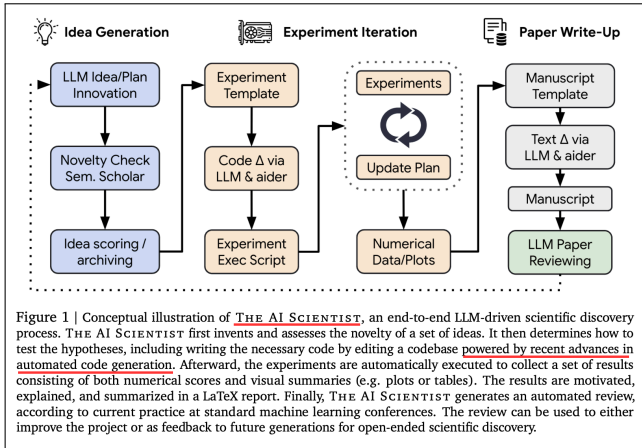 Idea Generation
Experiment Iteration
Paper Write-Up
LLM Idea/Plan
Innovation
Novelty Check
Sem. Scholar
Idea scoring /
archiving
Experiment
Template
Code Δ via
LLM & aider
Experiment
Exec Script
Experiments
Update Plan
Numerical
Data/Plots
Manuscript
Template
Text Δ via
LLM & aider
Manuscript
LLM Paper
Reviewing
Figure 1 | Conceptual illustration of THE AI SCIENTIST, an end-to-end LLM-driven scientific discovery
process. THE AI SCIENTIST first invents and assesses the novelty of a set of ideas. It then determines how to
test the hypotheses, including writing the necessary code by editing a codebase powered by recent advances in
automated code generation. Afterward, the experiments are automatically executed to collect a set of results
consisting of both numerical scores and visual summaries (e.g. plots or tables). The results are motivated,
explained, and summarized in a LaTeX report. Finally, THE AI SCIENTIST generates an automated review,
according to current practice at standard machine learning conferences. The review can be used to either
improve the project or as feedback to future generations for open-ended scientific discovery.